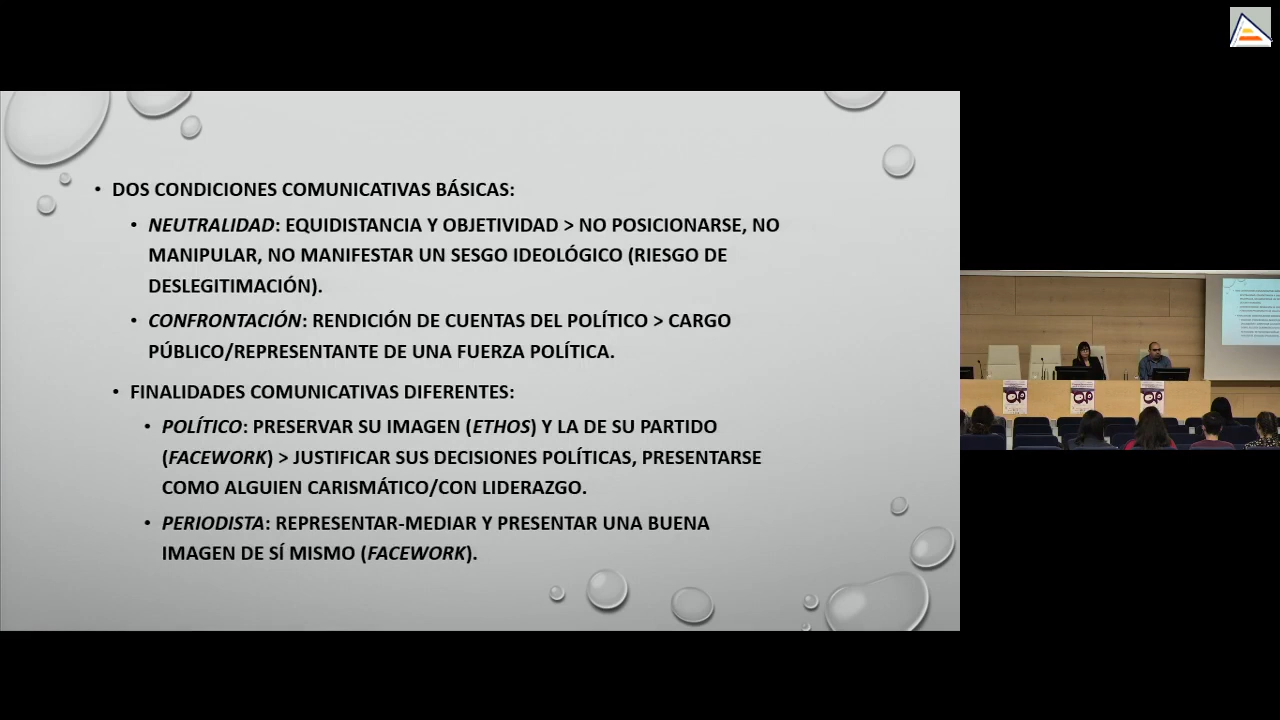 • DOS CONDICIONES COMUNICATIVAS BÁSICAS:
• NEUTRALIDAD: EQUIDISTANCIA Y OBJETIVIDAD > NO POSICIONARSE, NO
MANIPULAR, NO MANIFESTAR UN SESGO IDEOLÓGICO (RIESGO DE
DESLEGITIMACIÓN).
• CONFRONTACIÓN: RENDICIÓN DE CUENTAS DEL POLÍTICO > CARGO
PÚBLICO/REPRESENTANTE DE UNA FUERZA POLÍTICA.
• FINALIDADES COMUNICATIVAS DIFERENTES:
• POLÍTICO: PRESERVAR SU IMAGEN (ETHOS) Y LA DE SU PARTIDO
(FACEWORK) > JUSTIFICAR SUS DECISIONES POLÍTICAS, PRESENTARSE
COMO ALGUIEN CARISMÁTICO/CON LIDERAZGO.
• PERIODISTA: REPRESENTAR-MEDIAR Y PRESENTAR UNA BUENA
IMAGEN DE SÍ MISMO (FACEWORK).